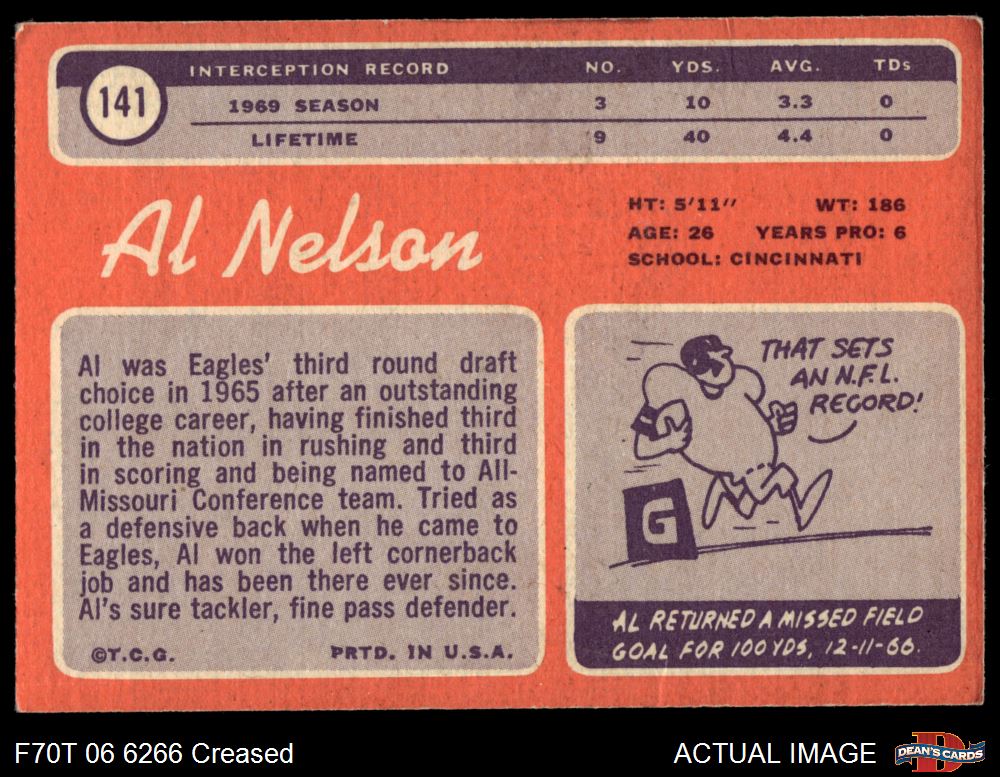 141
INTERCEPTION RECORD NO. YDS. AVG. TDs
1969 SEASON 3 10 3.3 0
LIFETIME 9 40 4.4 0
Al Nelson
HT: 5'11" WT: 186
AGE: 26 YEARS PRO: 6
SCHOOL: CINCINNATI
Al was Eagles' third round draft
choice in 1965 after an outstanding
college career, having finished third
in the nation in rushing and third
in scoring and being named to All-
Missouri Conference team. Tried as
a defensive back when he came to
Eagles, Al won the left cornerback
job and has been there ever since.
Al's sure tackler, fine pass defender.
©T.C.G. PRTD. IN U.S.A.
THAT SETS
AN N.F.L.
RECORD!
G
AL RETURNED A MISSED FIELD
GOAL FOR 100 YDS, 12-11-66.
F70T 06 6266 Creased
ACTUAL IMAGE
D
DEAN'S CARDS